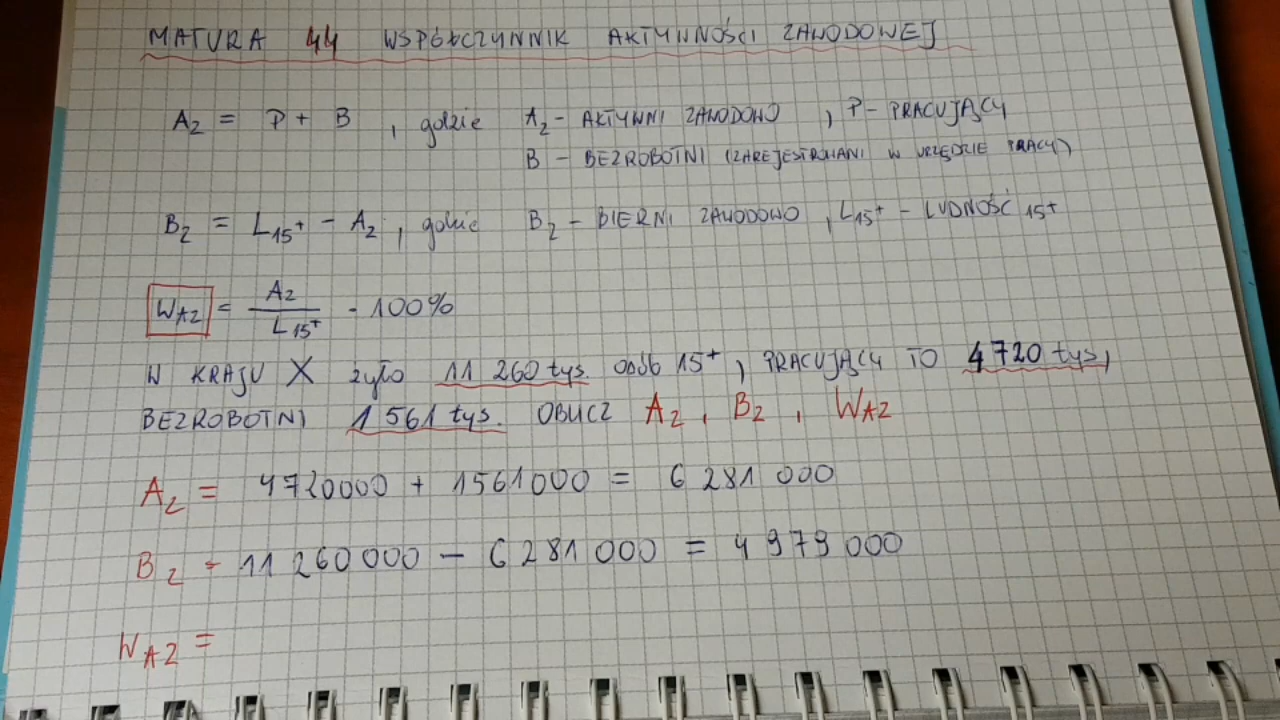 MATURA 44 WSPÓŁCZYNNIK AKTYWNOŚCI ZAWODOWEJ
AZ = P + B , gdzie AZ - AKTYWNI ZAWODOWO , P - PRACUJĄCY
B - BEZROBOTNI (ZAREJESTROWANI W URZĘDZIE PRACY)
BZ = L15+ - AZ , gdzie BZ - BIERNI ZAWODOWO , L15+ - LUDNOŚĆ 15+
WAZ = AZ / L15+ · 100%
W KRAJU X żyło 11 260 tys. osób 15+ , PRACUJĄCY TO 4720 tys,
BEZROBOTNI 1 561 tys. OBLICZ AZ , BZ , WAZ
AZ = 4720000 + 1561000 = 6 281 000
BZ = 11 260 000 - 6 281 000 = 4 979 000
WAZ =